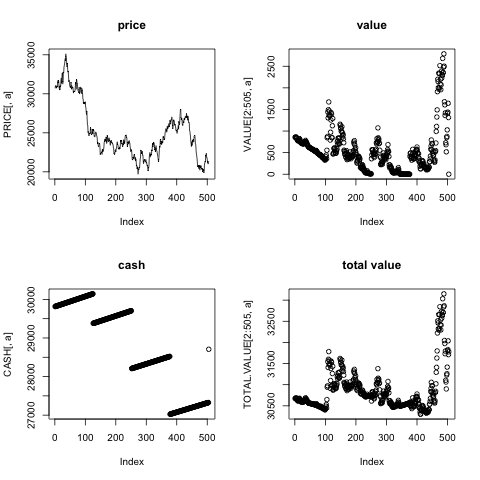 price
PRICE[, a]
35000
30000
25000
20000
0 100 200 300 400 500
Index
value
VALUE[2:505, a]
2500
1500
500
0
0 100 200 300 400 500
Index
cash
CASH[, a]
30000
29000
28000
27000
0 100 200 300 400 500
Index
total value
TOTAL.VALUE[2:505, a]
31500
30500
0 100 200 300 400 500
Index